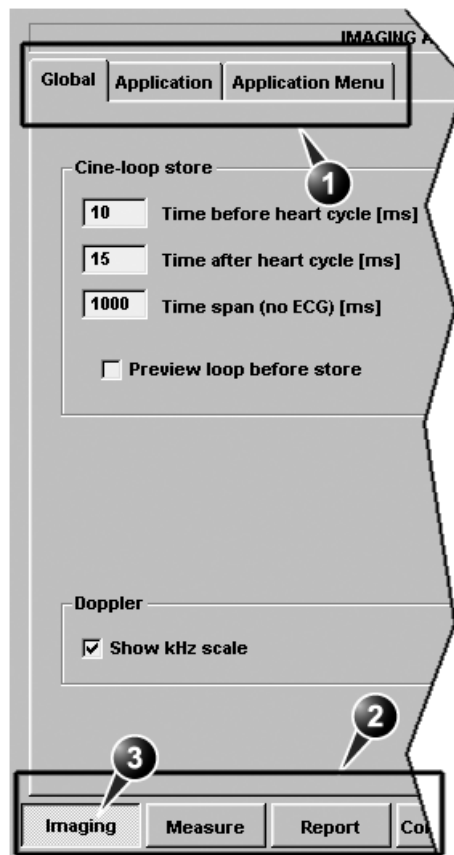 IMAGING
Global Application Application Menu
1
Cine-loop store
10 Time before heart cycle [ms]
15 Time after heart cycle [ms]
1000 Time span (no ECG) [ms]
Preview loop before store
Doppler
Show kHz scale
2
3
Imaging Measure Report